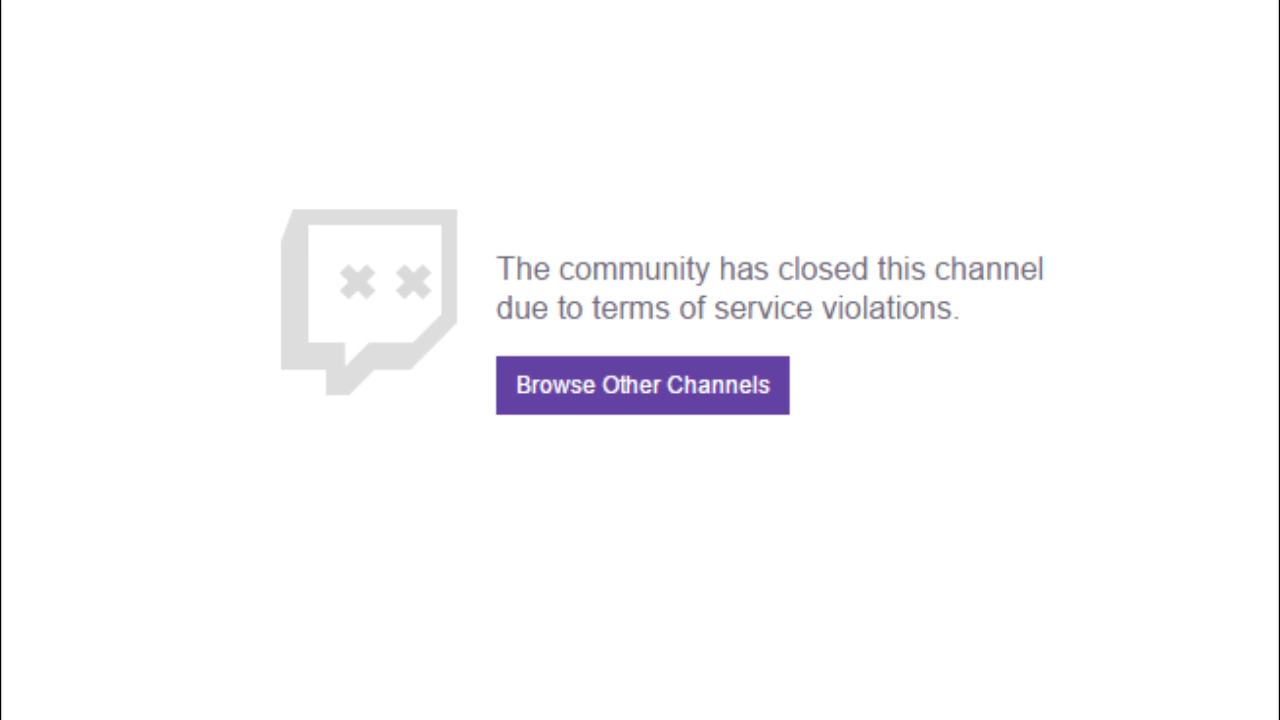 The community has closed this channel
due to terms of service violations.
Browse Other Channels